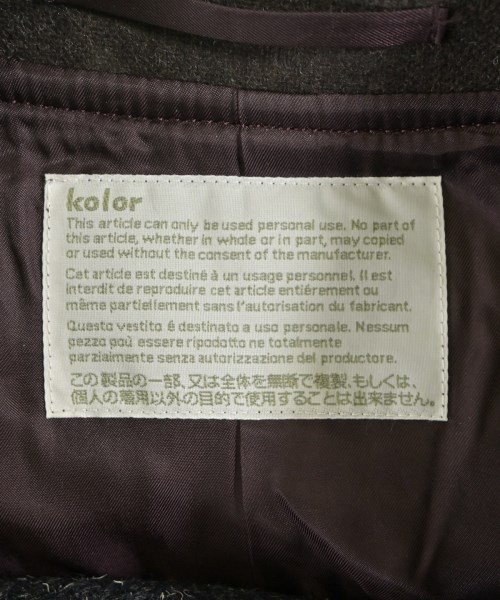 kolor
This article can only be used personal use. No part of
this article, whether in whole or in part, may copied
or used without the consent of the manufacturer.
Cet article est destiné à un usage personnel. Il est
interdit de reproduire cet article entiérement ou
même partiellement sans l'autorisation du fabricant.
Questo vestito é destinato a uso personale. Nessun
pezzo può essere ripodotto ne totalmente
parzialmente senza autorizzazione del produttore.
この製品の一部、又は全体を無断で複製、もしくは、
個人の着用以外の目的で使用することは出来ません。